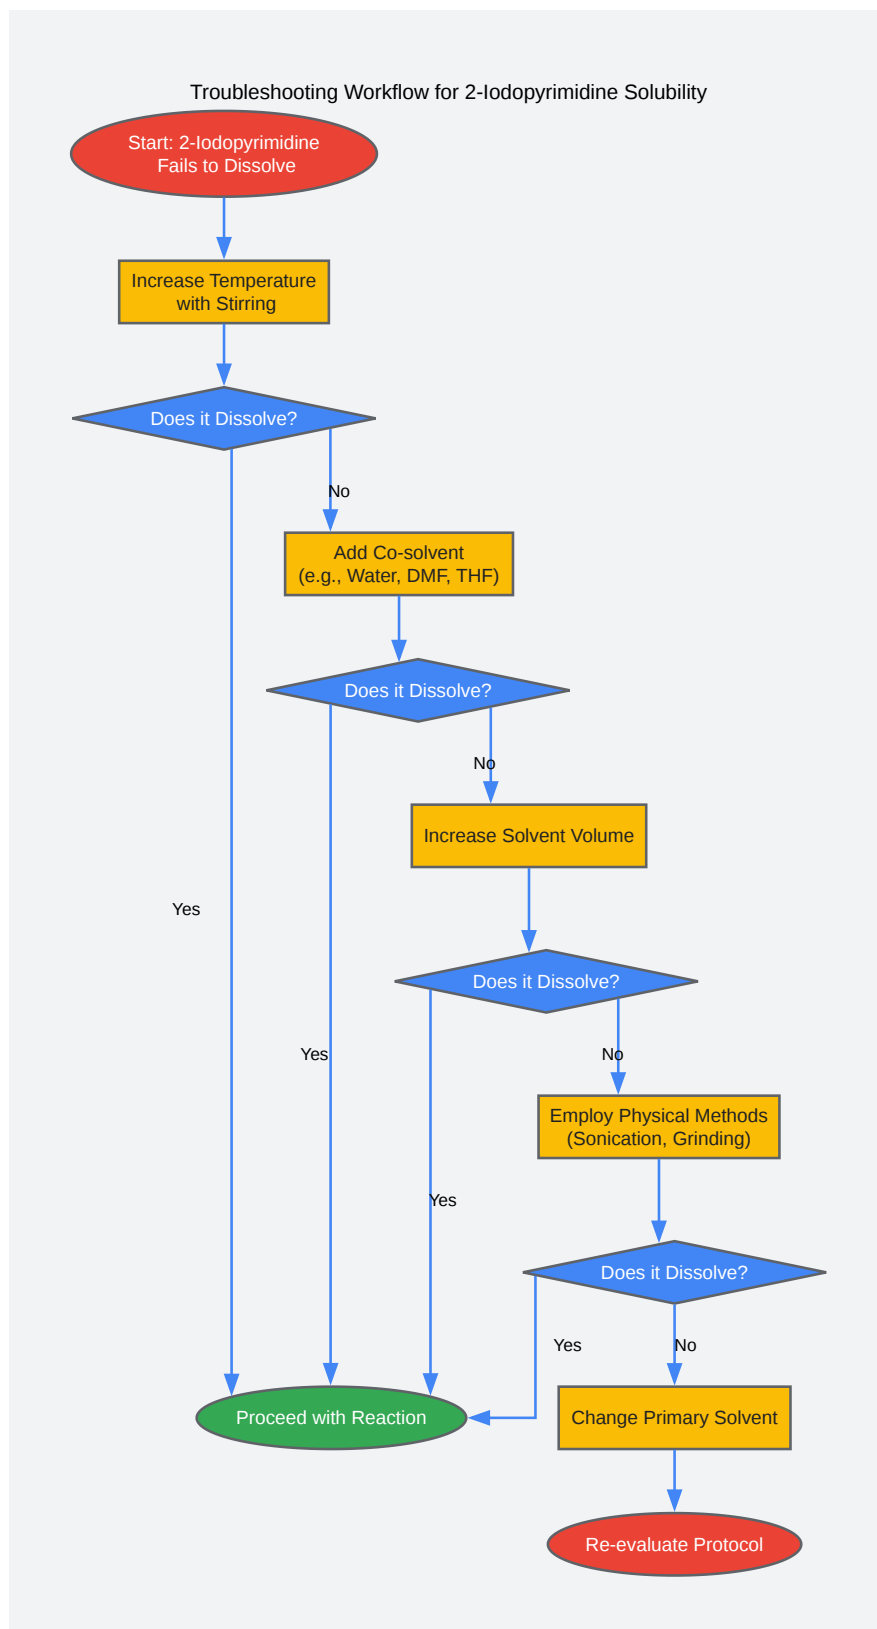 Troubleshooting Workflow for 2-Iodopyrimidine Solubility
Start: 2-Iodopyrimidine
Fails to Dissolve
Increase Temperature
with Stirring
Does it Dissolve?
No
Add Co-solvent
(e.g., Water, DMF, THF)
Does it Dissolve?
No
Increase Solvent Volume
Yes
Does it Dissolve?
Yes
No
Employ Physical Methods
(Sonication, Grinding)
Yes
Does it Dissolve?
Yes
No
Proceed with Reaction
Change Primary Solvent
Re-evaluate Protocol